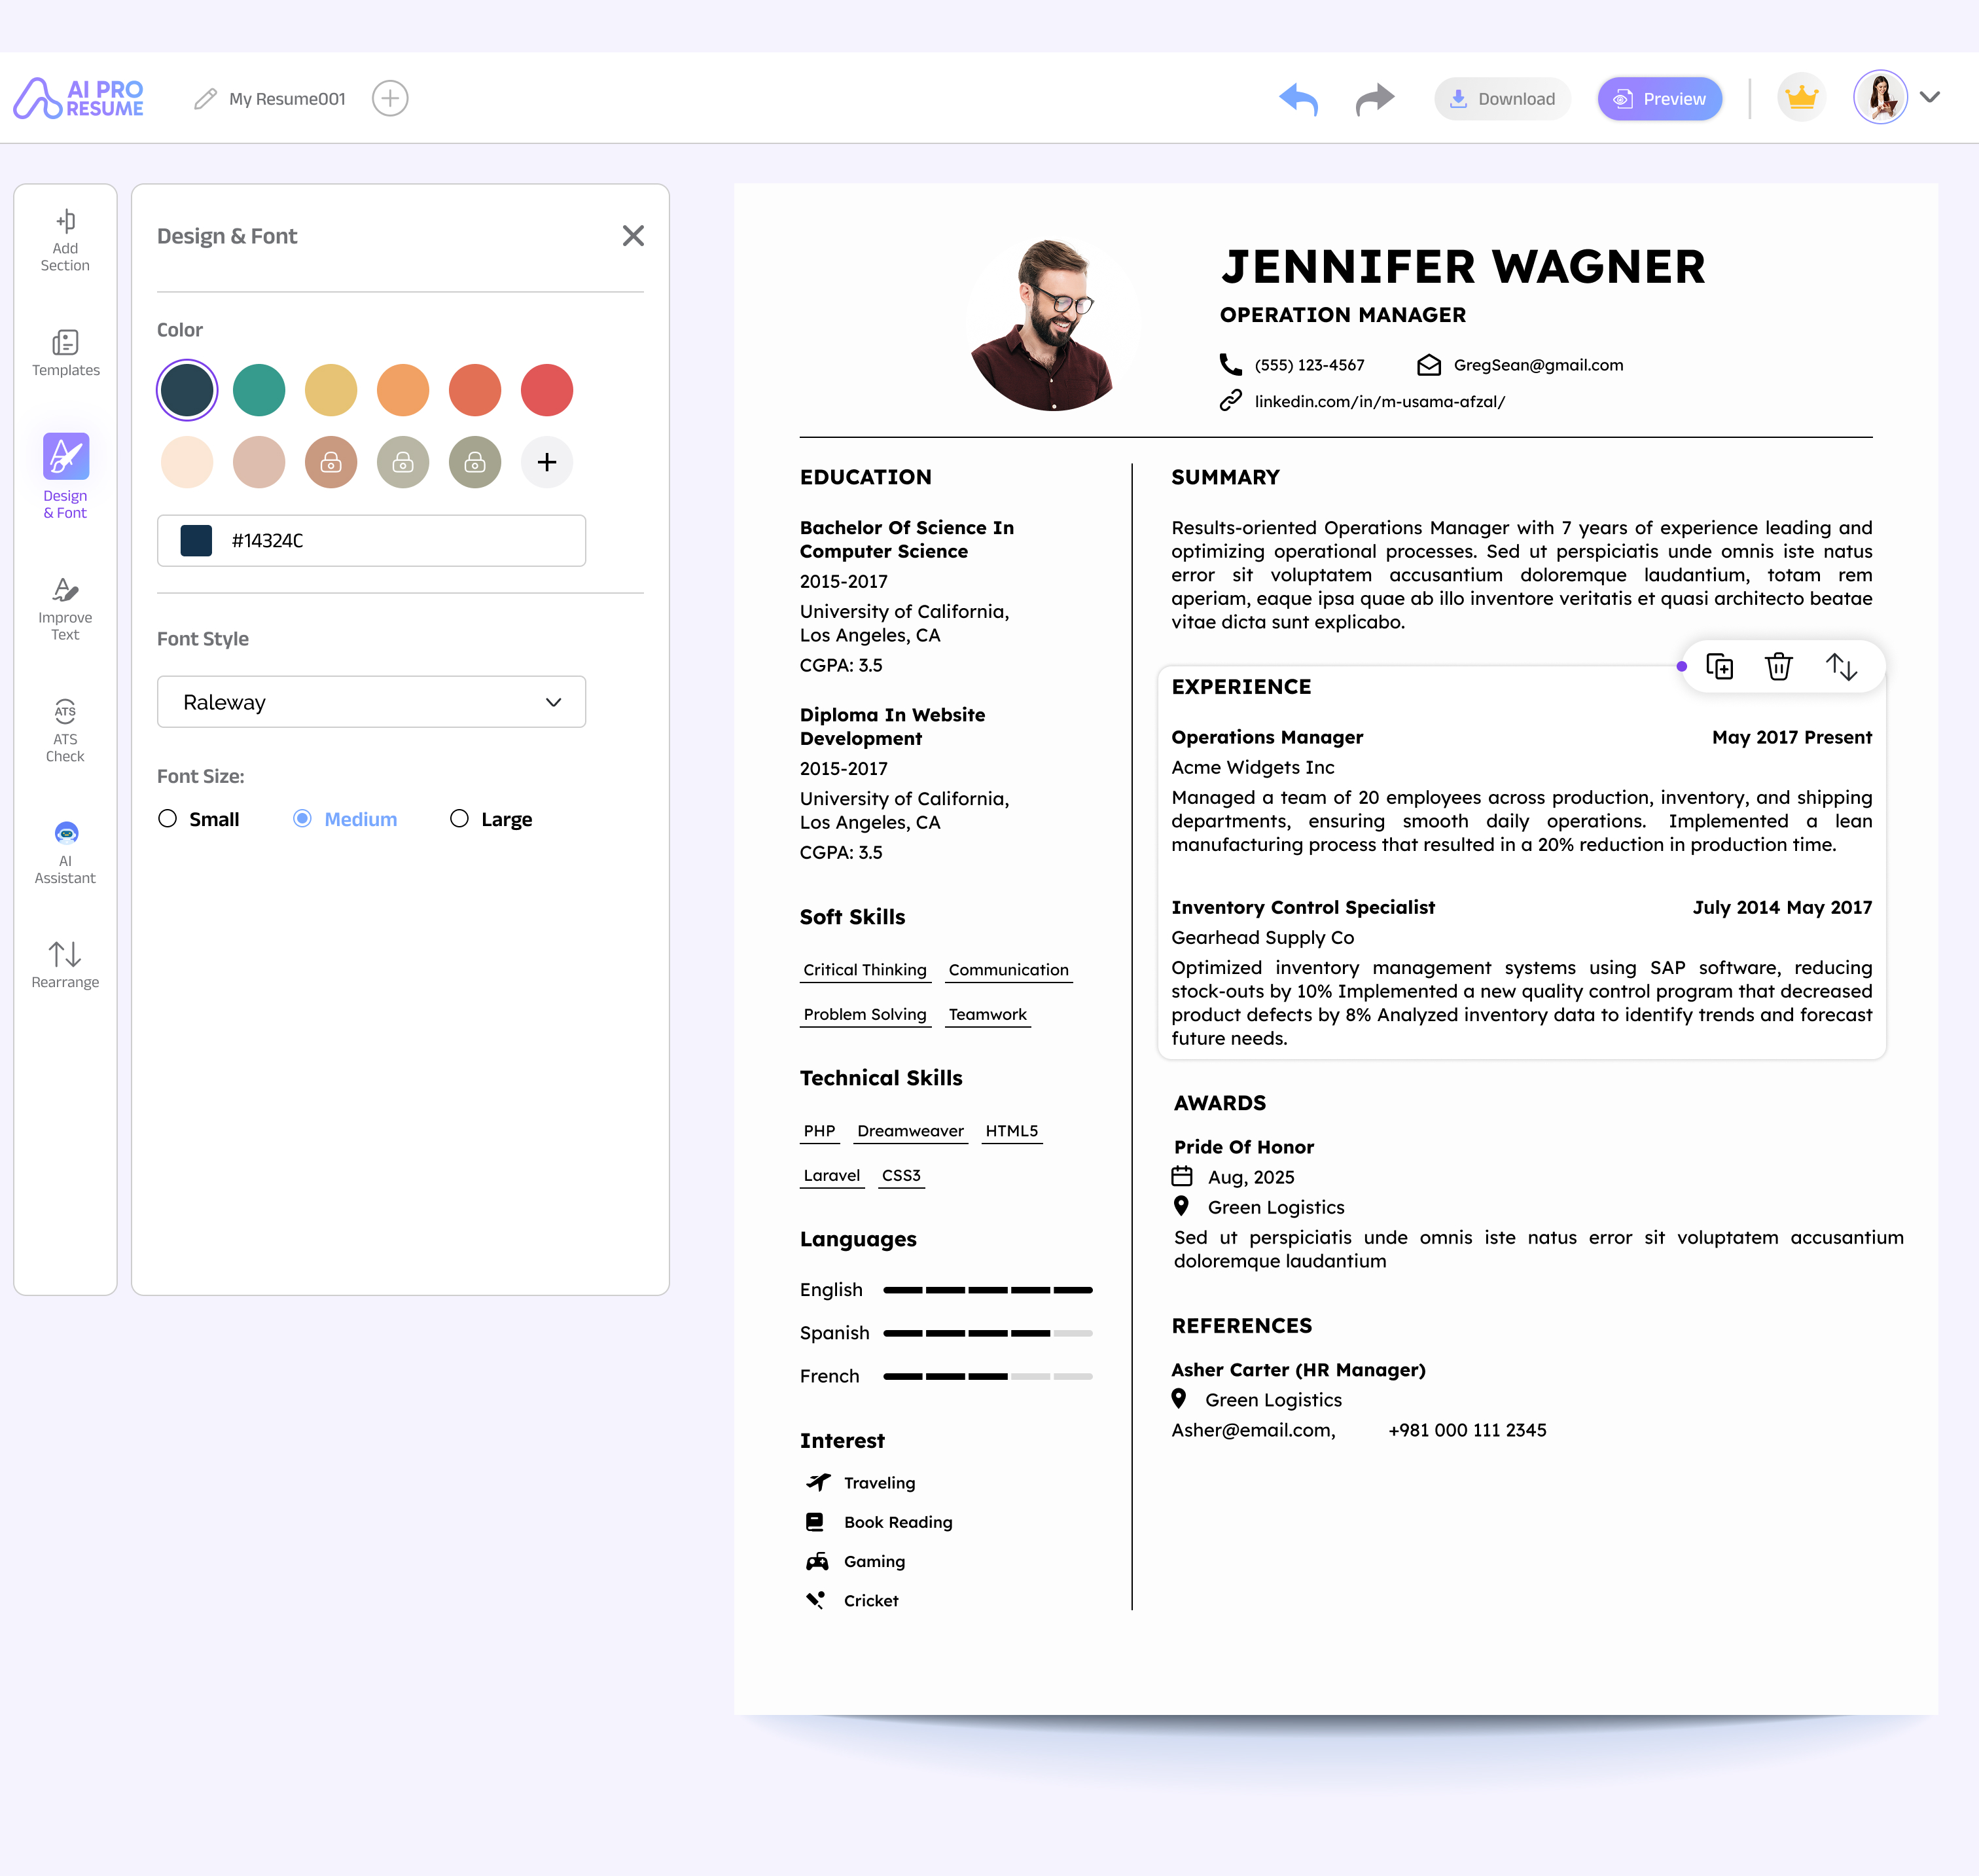 AI PRO
RESUME
My Resume001
Download
Preview
Add
Section
Templates
Design
& Font
Improve
Text
ATS
ATS
Check
AI
Assistant
Rearrange
Design & Font
Color
#14324C
Font Style
Raleway
Font Size:
Small
Medium
Large
JENNIFER WAGNER
OPERATION MANAGER
(555) 123-4567
GregSean@gmail.com
linkedin.com/in/m-usama-afzal/
EDUCATION
Bachelor Of Science In
Computer Science
2015-2017
University of California,
Los Angeles, CA
CGPA: 3.5
Diploma In Website
Development
2015-2017
University of California,
Los Angeles, CA
CGPA: 3.5
Soft Skills
Critical Thinking Communication
Problem Solving Teamwork
Technical Skills
PHP Dreamweaver HTML5
Laravel CSS3
Languages
English
Spanish
French
Interest
Traveling
Book Reading
Gaming
Cricket
SUMMARY
Results-oriented Operations Manager with 7 years of experience leading and
optimizing operational processes. Sed ut perspiciatis unde omnis iste natus
error sit voluptatem accusantium doloremque laudantium, totam rem
aperiam, eaque ipsa quae ab illo inventore veritatis et quasi architecto beatae
vitae dicta sunt explicabo.
EXPERIENCE
Operations Manager May 2017 Present
Acme Widgets Inc
Managed a team of 20 employees across production, inventory, and shipping
departments, ensuring smooth daily operations. Implemented a lean
manufacturing process that resulted in a 20% reduction in production time.
Inventory Control Specialist July 2014 May 2017
Gearhead Supply Co
Optimized inventory management systems using SAP software, reducing
stock-outs by 10% Implemented a new quality control program that decreased
product defects by 8% Analyzed inventory data to identify trends and forecast
future needs.
AWARDS
Pride Of Honor
Aug, 2025
Green Logistics
Sed ut perspiciatis unde omnis iste natus error sit voluptatem accusantium
doloremque laudantium
REFERENCES
Asher Carter (HR Manager)
Green Logistics
Asher@email.com, +981 000 111 2345